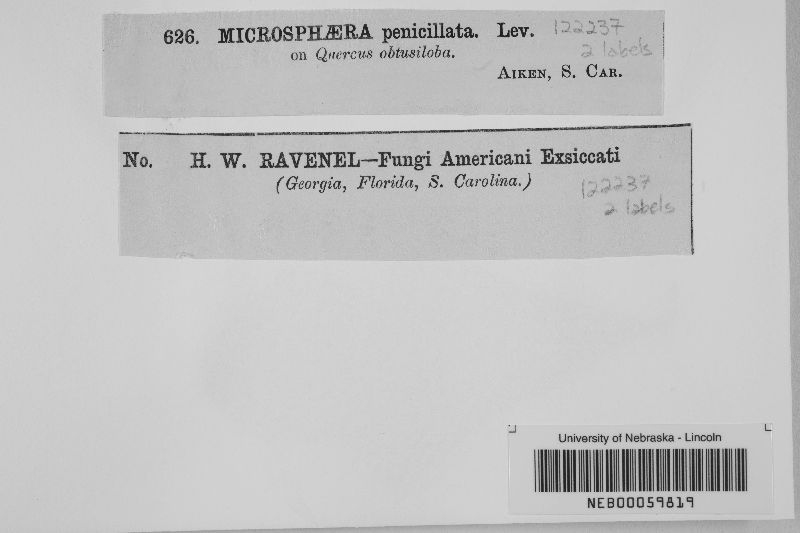 626. MICROSPHÆRA penicillata. Lev. 122237
on Quercus obtusiloba. 2 labels
AIKEN, S. CAR.
No. H. W. RAVENEL—Fungi Americani Exsiccati
(Georgia, Florida, S. Carolina.) 122237
2 labels
University of Nebraska - Lincoln
NEB00059819